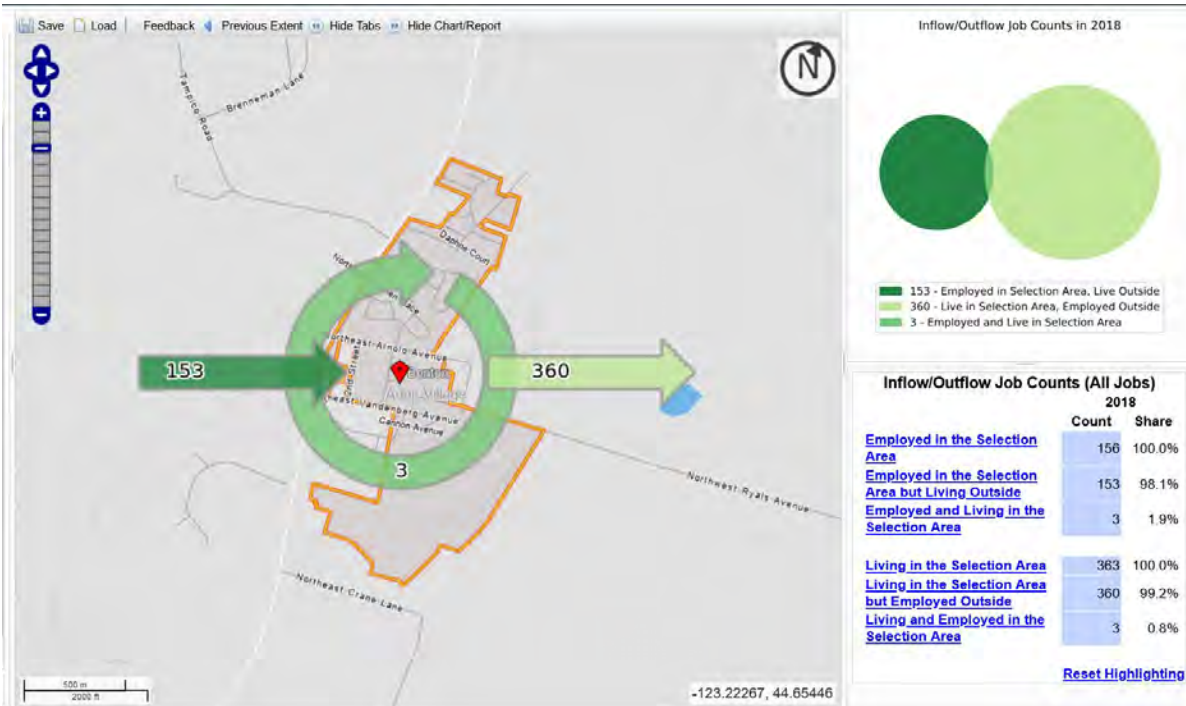 Save
Load
Feedback
Previous Extent
Hide Tabs
Hide Chart/Report
N
Tampico Road
Brenneman Lane
Daphne Court
Northeast-Arnold-Avenue
Vandenberg-Avenue
Cannon Avenue
153
360
3
Northwest-Ryals-Avenue
Northeast-Crane-Lane
500 m
2000 ft
-123.22267, 44.65446
Inflow/Outflow Job Counts in 2018
153 - Employed in Selection Area, Live Outside
360 - Live in Selection Area, Employed Outside
3 - Employed and Live in Selection Area
Inflow/Outflow Job Counts (All Jobs)
2018
Count Share
Employed in the Selection
Area 156 100.0%
Employed in the Selection
Area but Living Outside 153 98.1%
Employed and Living in the
Selection Area 3 1.9%
Living in the Selection Area 363 100.0%
Living in the Selection Area
but Employed Outside 360 99.2%
Living and Employed in the
Selection Area 3 0.8%
Reset Highlighting